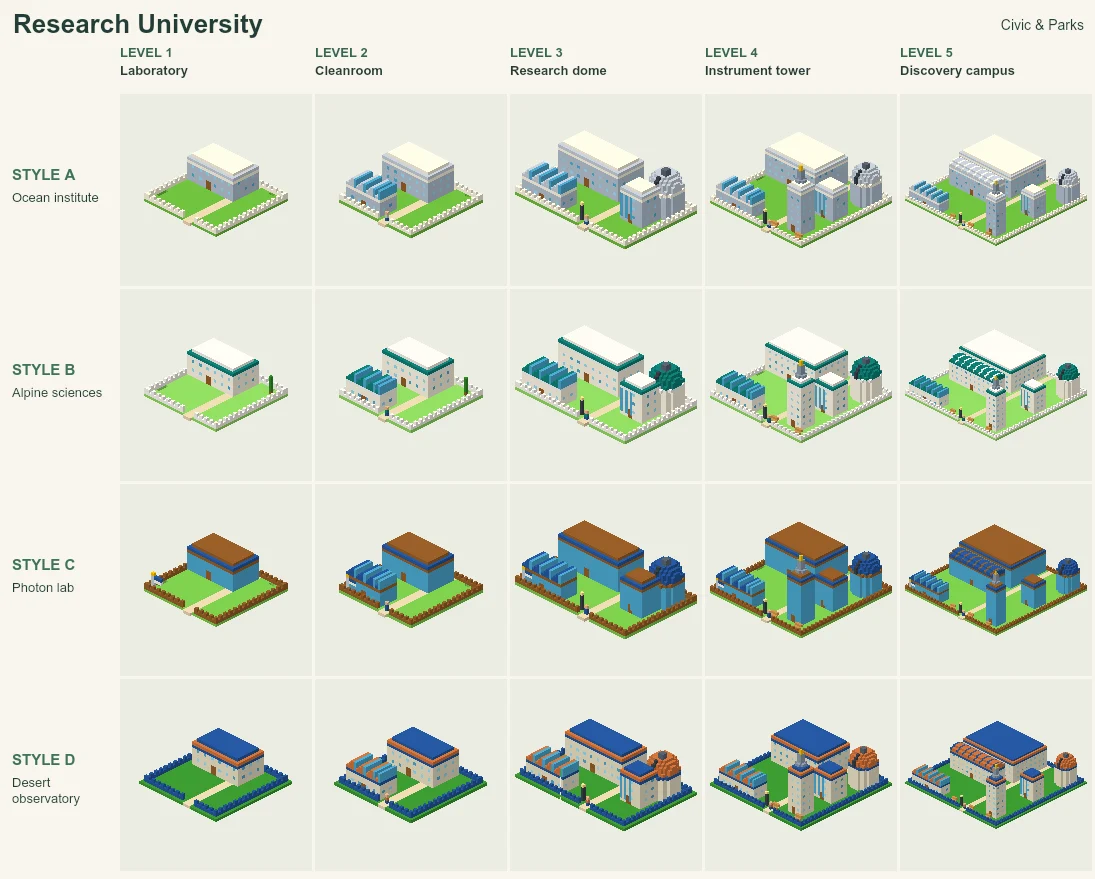 Research University
Civic & Parks
LEVEL 1
Laboratory
LEVEL 2
Cleanroom
LEVEL 3
Research dome
LEVEL 4
Instrument tower
LEVEL 5
Discovery campus
STYLE A
Ocean institute
STYLE B
Alpine sciences
STYLE C
Photon lab
STYLE D
Desert
observatory